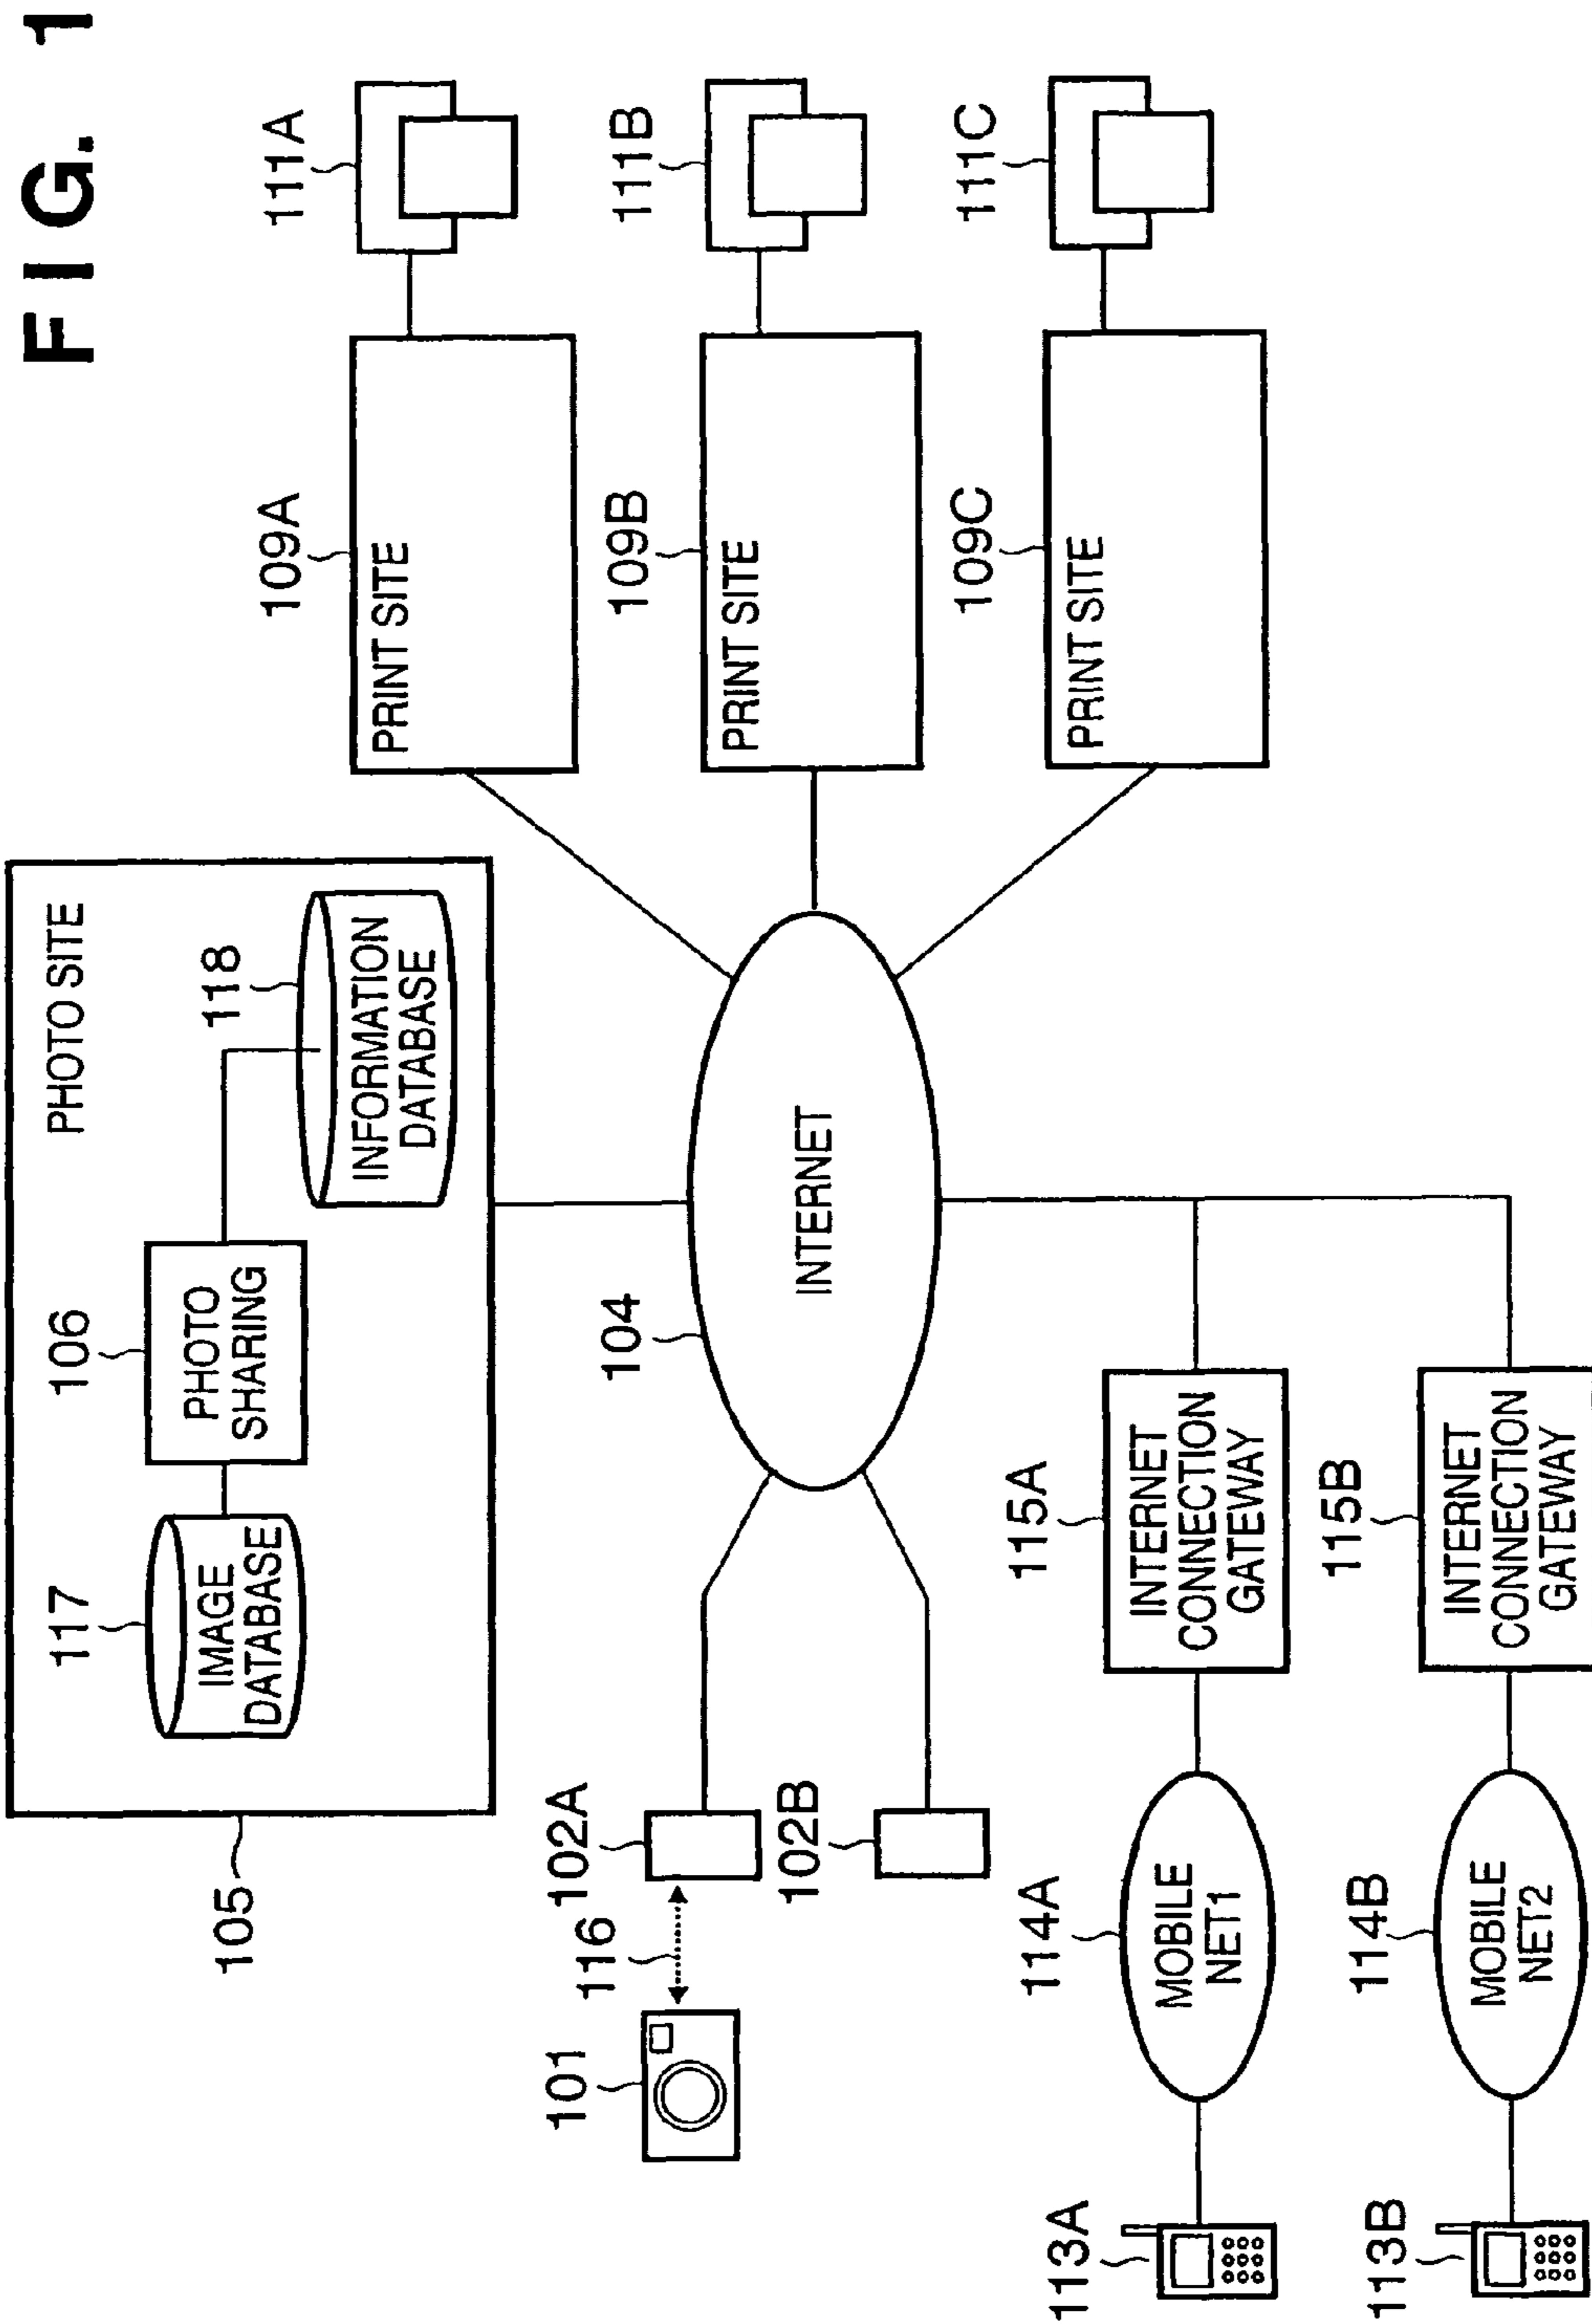 FIG. 1
PHOTO SITE
117
106
118
IMAGE
DATABASE
PHOTO
SHARING
INFORMATION
DATABASE
105
109A
111A
PRINT SITE
101
116
102A
104
109B
111B
PRINT SITE
102B
INTERNET
109C
111C
PRINT SITE
113A
114A
115A
MOBILE
NET1
INTERNET
CONNECTION
GATEWAY
113B
114B
115B
MOBILE
NET2
INTERNET
CONNECTION
GATEWAY